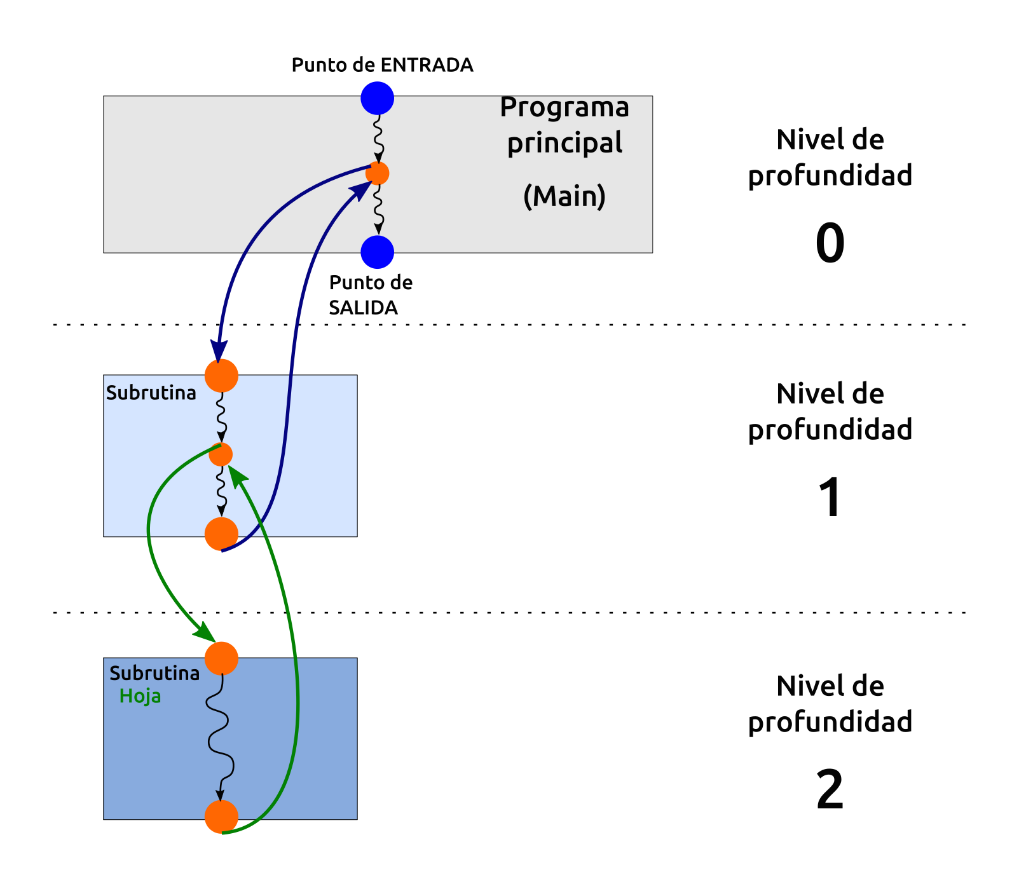 Punto de ENTRADA
Programa
principal
(Main)
Nivel de
profundidad
0
Punto de
SALIDA
Subrutina
Nivel de
profundidad
1
Subrutina
Hoja
Nivel de
profundidad
2